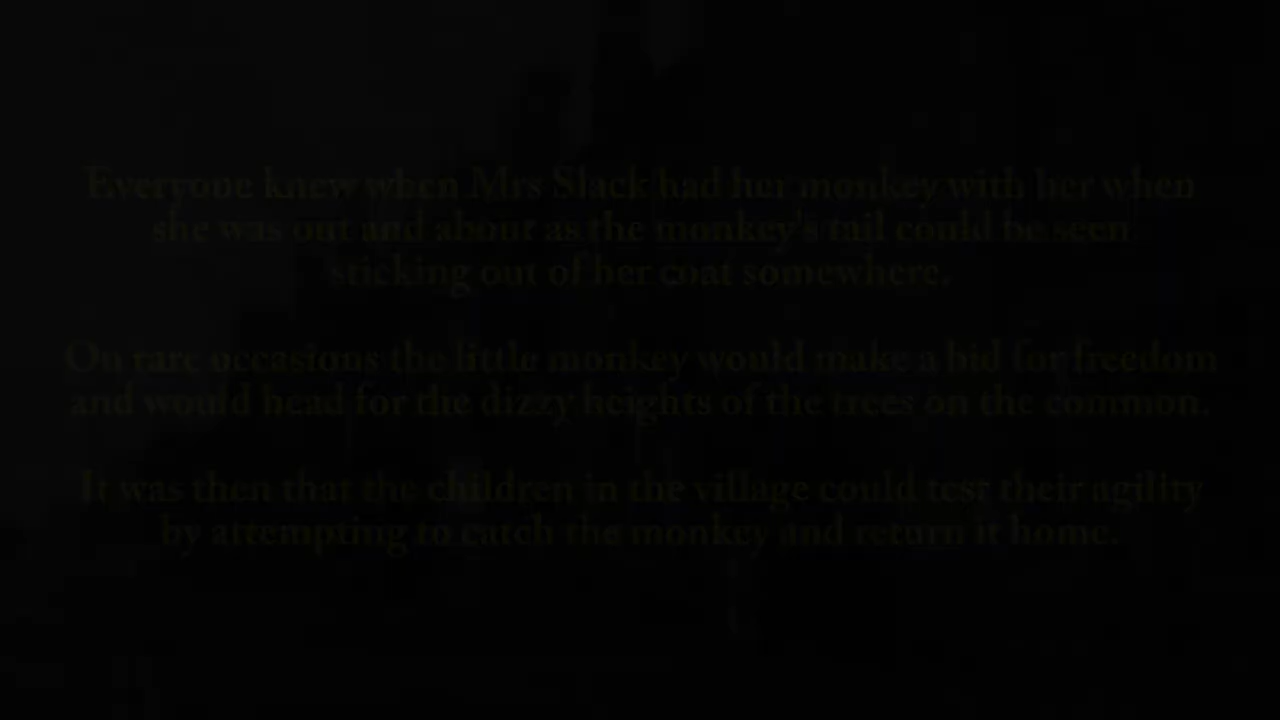 Everyone knew when Mrs Slack had her monkey with her when
she was out and about as the monkey's tail could be seen
sticking out of her coat somewhere.
On rare occasions the little monkey would make a bid for freedom
and would head for the dizzy heights of the trees on the common.
It was then that the children in the village could test their agility
by attempting to catch the monkey and return it home.